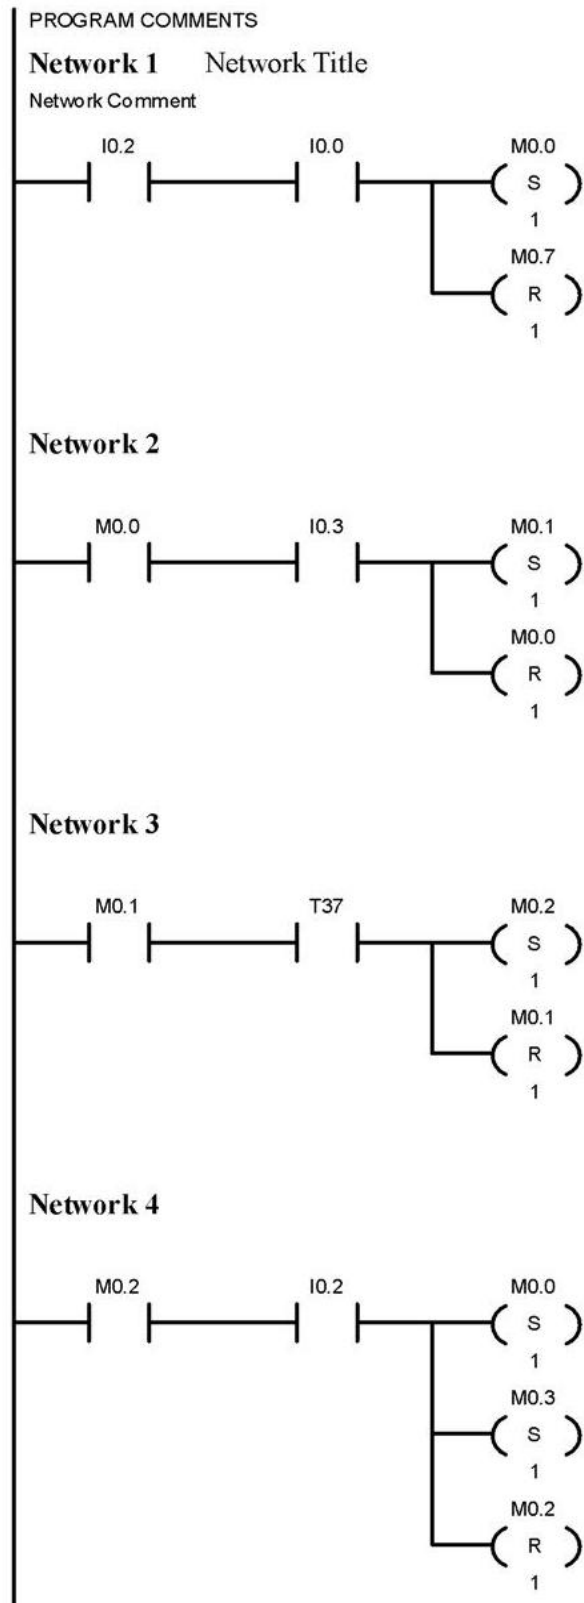 PROGRAM COMMENTS
Network 1 Network Title
Network Comment
I0.2 I0.0 M0.0
S
1
M0.7
R
1
Network 2
M0.0 I0.3 M0.1
S
1
M0.0
R
1
Network 3
M0.1 T37 M0.2
S
1
M0.1
R
1
Network 4
M0.2 I0.2 M0.0
S
1
M0.3
S
1
M0.2
R
1